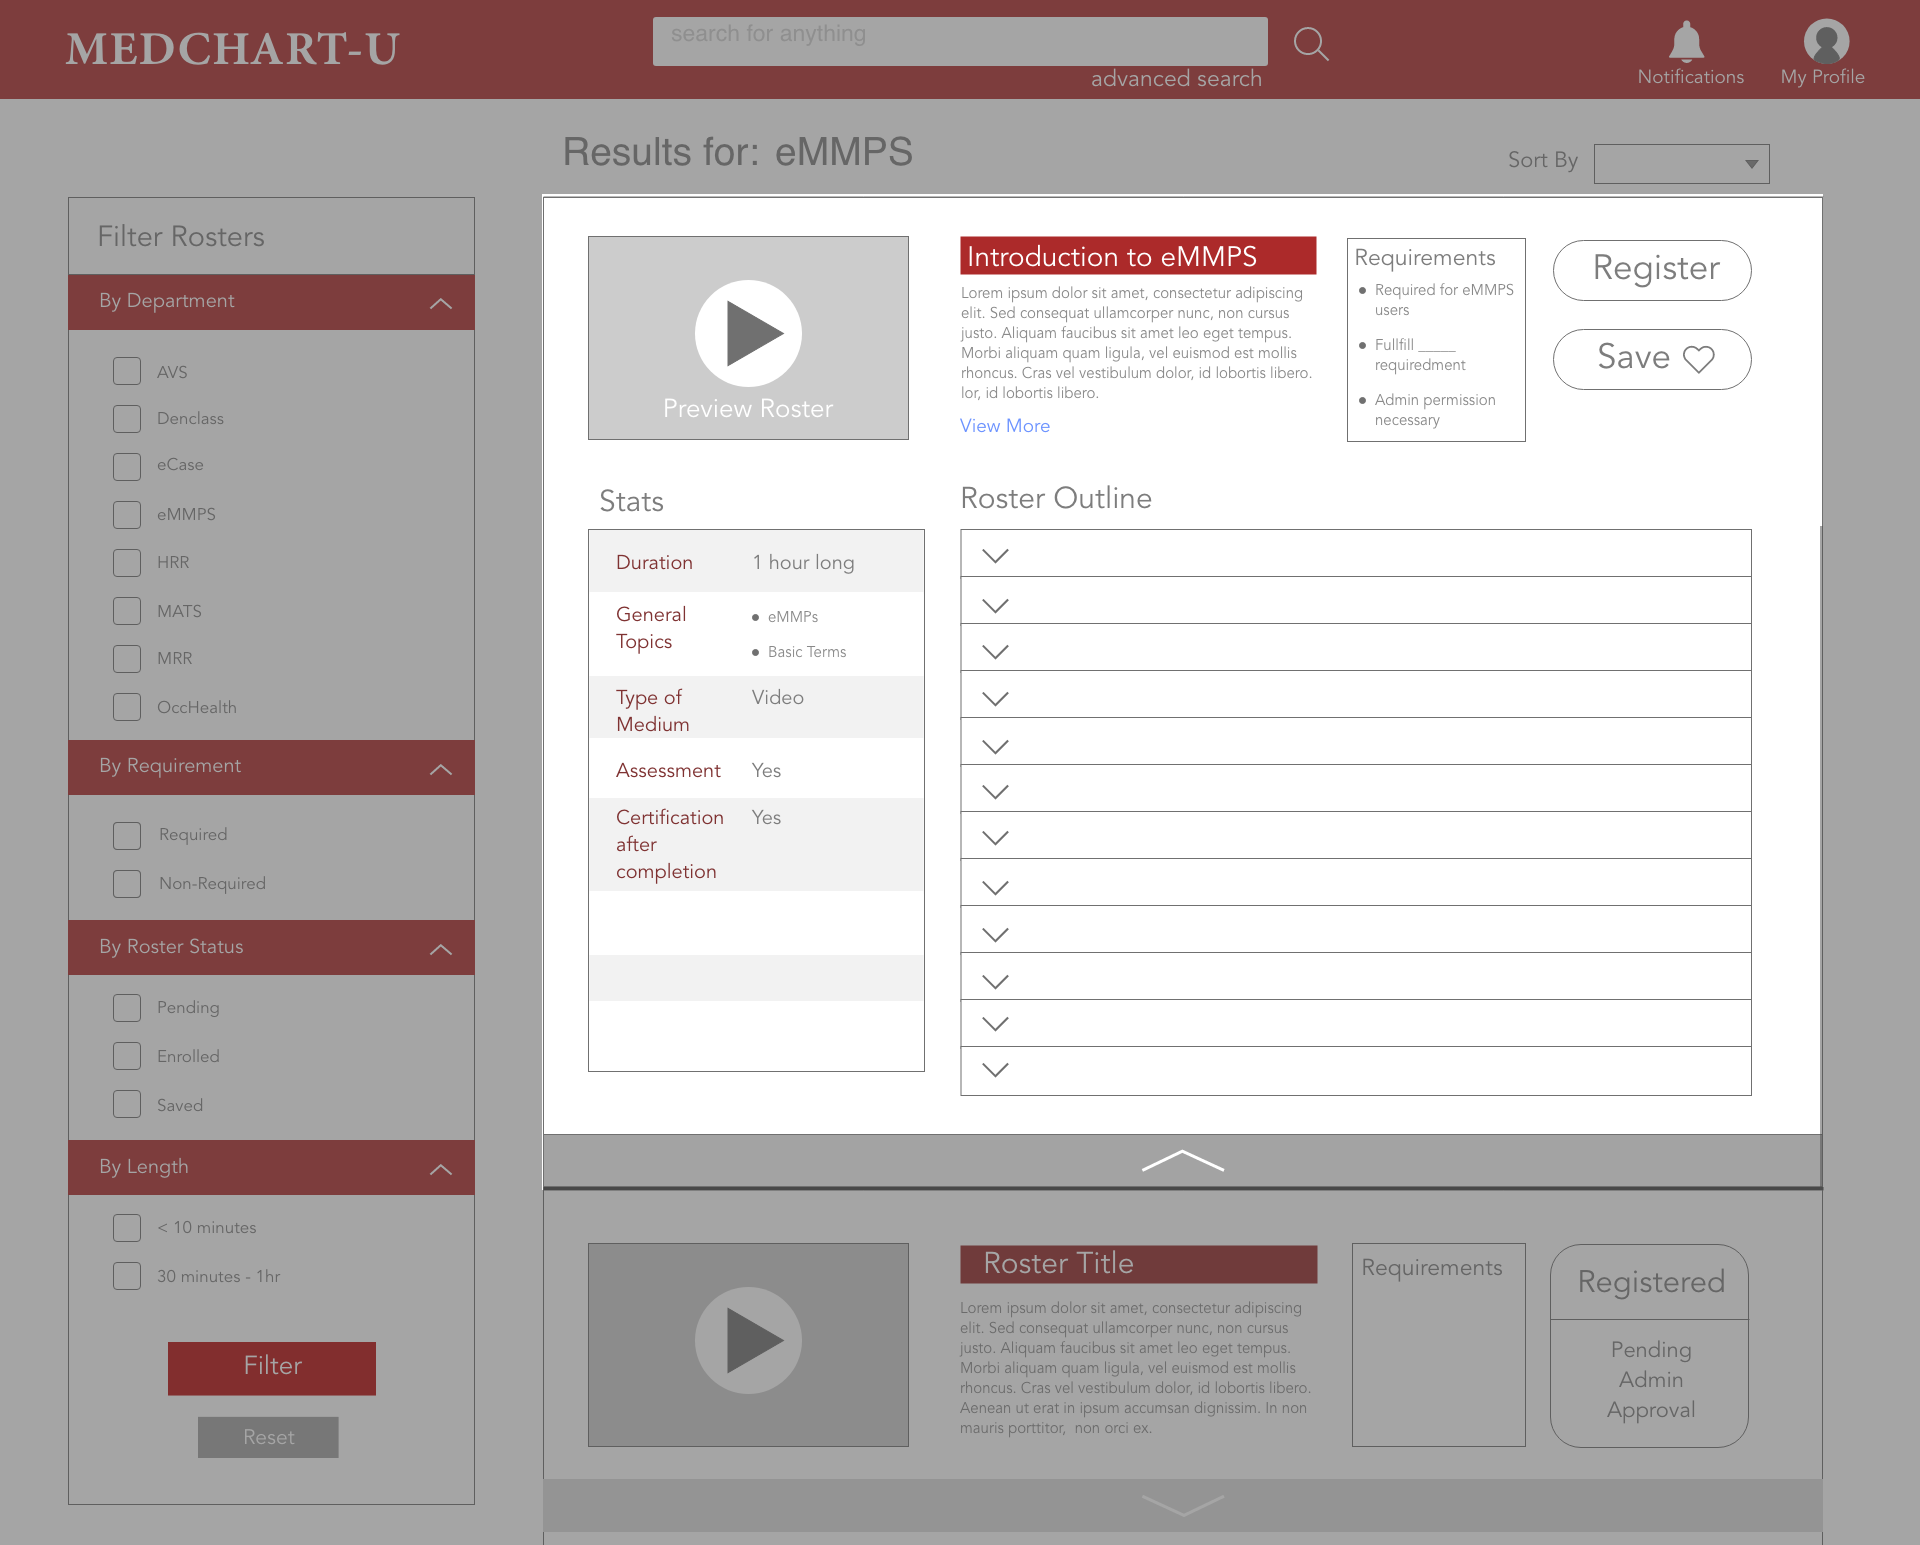 MEDCHART-U
search for anything
advanced search
Notifications
My Profile
Results for: eMMPS
Sort By
Filter Rosters
By Department
AVS
Denclass
eCase
eMMPS
HRR
MATS
MRR
OccHealth
By Requirement
Required
Non-Required
By Roster Status
Pending
Enrolled
Saved
By Length
< 10 minutes
30 minutes - 1hr
Filter
Reset
Preview Roster
Introduction to eMMPS
Lorem ipsum dolor sit amet, consectetur adipiscing
elit. Sed consequat ullamcorper nunc, non cursus
justo. Aliquam faucibus sit amet leo eget tempus.
Morbi aliquam quam ligula, vel euismod est mollis
rhoncus. Cras vel vestibulum dolor, id lobortis libero.
lor, id lobortis libero.
View More
Requirements
• Required for eMMPS
users
• Fullfill _____
requiredment
• Admin permission
necessary
Register
Save
Stats
Duration 1 hour long
General
Topics
• eMMPs
• Basic Terms
Type of
Medium
Video
Assessment Yes
Certification
after
completion
Yes
Roster Outline
Roster Title
Lorem ipsum dolor sit amet, consectetur adipiscing
elit. Sed consequat ullamcorper nunc, non cursus
justo. Aliquam faucibus sit amet leo eget tempus.
Morbi aliquam quam ligula, vel euismod est mollis
rhoncus. Cras vel vestibulum dolor, id lobortis libero.
Aenean ut erat in ipsum accumsan dignissim. In non
mauris porttitor, non orci ex.
Requirements
Registered
Pending
Admin
Approval